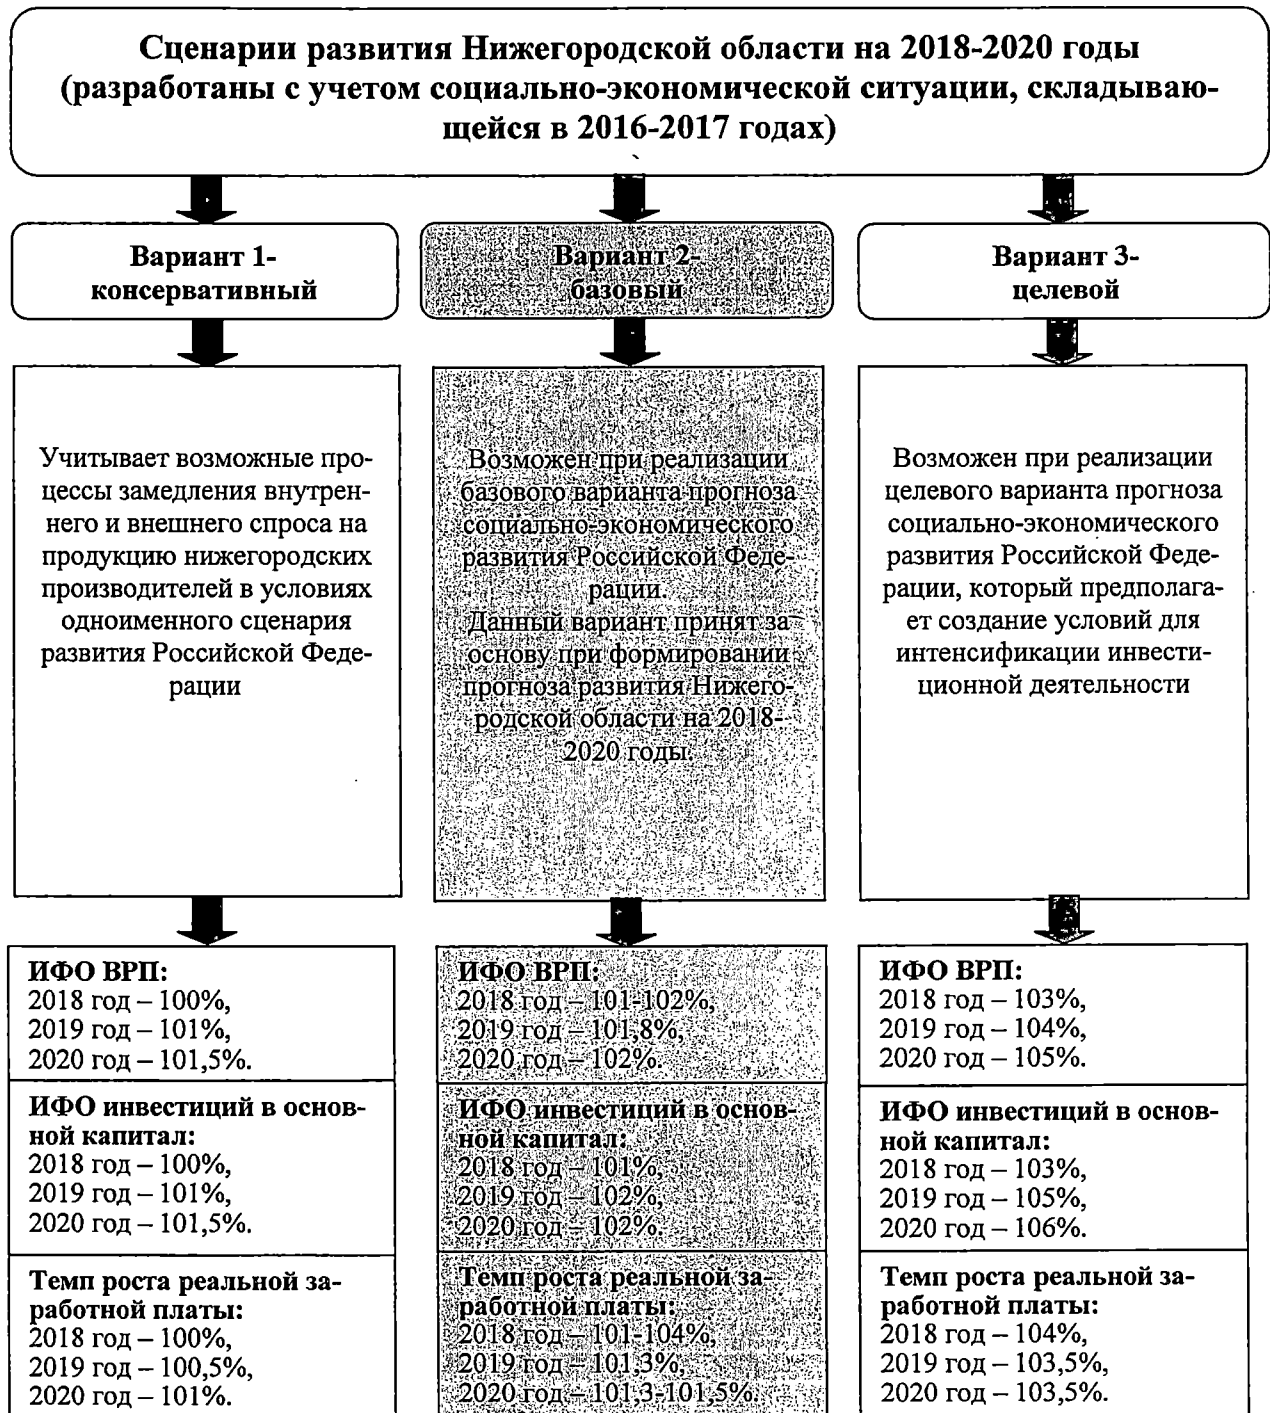 Сценарии развития Нижегородской области на 2018-2020 годы
(разработаны с учетом социально-экономической ситуации, складываю-
щейся в 2016-2017 годах)
Вариант 1-
консервативный
Вариант 2-
базовый
Вариант 3-
целевой
Учитывает возможные про-
цессы замедления внутрен-
него и внешнего спроса на
продукцию нижегородских
производителей в условиях
одноименного сценария
развития Российской Феде-
рации
Возможен при реализации
базового варианта прогноза
социально-экономического
развития Российской Феде-
рации.
Данный вариант принят за
основу при формировании
прогноза развития Нижего-
родской области на 2018-
2020 годы.
Возможен при реализации
целевого варианта прогноза
социально-экономического
развития Российской Феде-
рации, который предполага-
ет создание условий для
интенсификации инвести-
ционной деятельности
ИФО ВРП:
2018 год – 100%,
2019 год – 101%,
2020 год – 101,5%.
ИФО инвестиций в основ-
ной капитал:
2018 год – 100%,
2019 год – 101%,
2020 год – 101,5%.
Темп роста реальной за-
работной платы:
2018 год – 100%,
2019 год – 100,5%,
2020 год – 101%.
ИФО ВРП:
2018 год – 101-102%,
2019 год – 101,8%,
2020 год – 102%.
ИФО инвестиций в основ-
ной капитал:
2018 год – 101%,
2019 год – 102%,
2020 год – 102%.
Темп роста реальной за-
работной платы:
2018 год – 101-104%,
2019 год – 101,3%,
2020 год – 101,3-101,5%.
ИФО ВРП:
2018 год – 103%,
2019 год – 104%,
2020 год – 105%.
ИФО инвестиций в основ-
ной капитал:
2018 год – 103%,
2019 год – 105%,
2020 год – 106%.
Темп роста реальной за-
работной платы:
2018 год – 104%,
2019 год – 103,5%,
2020 год – 103,5%.